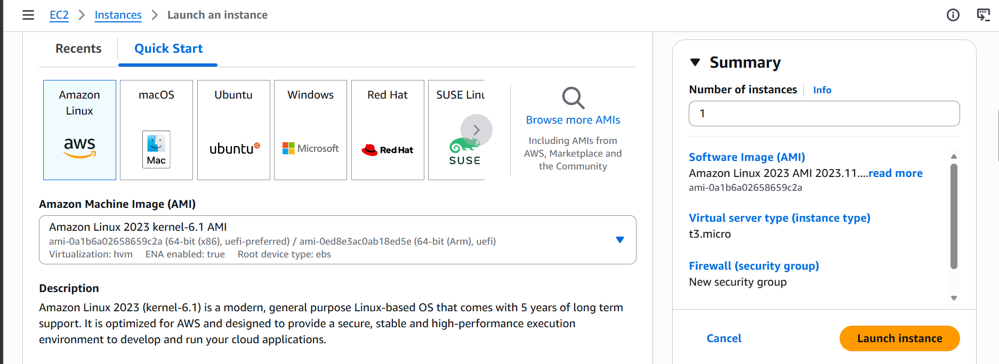 EC2 > Instances > Launch an instance
Recents
Quick Start
Amazon
Linux
aws
macOS
Mac
Ubuntu
ubuntu
Windows
Microsoft
Red Hat
Red Hat
SUSE Linu
SUSE
Browse more AMIs
Including AMIs from
AWS, Marketplace and
the Community
Amazon Machine Image (AMI)
Amazon Linux 2023 kernel-6.1 AMI
ami-0a1b6a02658659c2a (64-bit (x86), uefi-preferred) / ami-0ed8e3ac0ab18ed5e (64-bit (Arm), uefi)
Virtualization: hvm ENA enabled: true Root device type: ebs
Description
Amazon Linux 2023 (kernel-6.1) is a modern, general purpose Linux-based OS that comes with 5 years of long term
support. It is optimized for AWS and designed to provide a secure, stable and high-performance execution
environment to develop and run your cloud applications.
Summary
Number of instances Info
1
Software Image (AMI)
Amazon Linux 2023 AMI 2023.11....read more
ami-0a1b6a02658659c2a
Virtual server type (instance type)
t3.micro
Firewall (security group)
New security group
Cancel
Launch instance